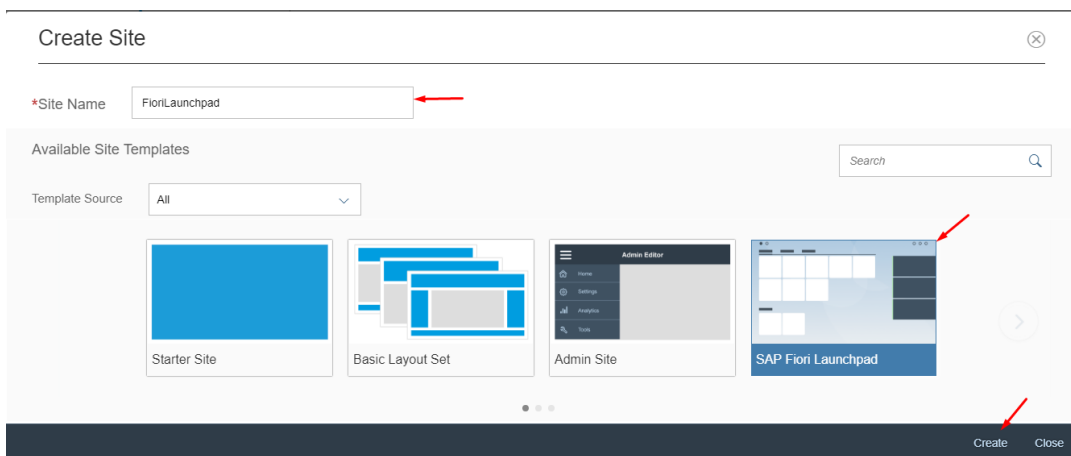 Create Site
*Site Name FioriLaunchpad
Available Site Templates
Search
Template Source All
Admin Editor
Home
Settings
Analytics
Tools
Starter Site Basic Layout Set Admin Site SAP Fiori Launchpad
Create Close